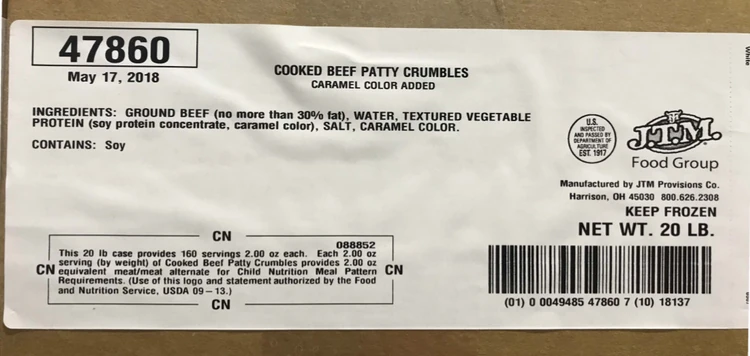 47860
May 17, 2018
COOKED BEEF PATTY CRUMBLES
CARAMEL COLOR ADDED
INGREDIENTS: GROUND BEEF (no more than 30% fat), WATER, TEXTURED VEGETABLE
PROTEIN (soy protein concentrate, caramel color), SALT, CARAMEL COLOR.
CONTAINS: Soy
U.S.
INSPECTED
AND PASSED BY
DEPARTMENT OF
AGRICULTURE
EST. 1917
J.T.M.
Food Group
Manufactured by JTM Provisions Co.
Harrison, OH 45030 800.626.2308
KEEP FROZEN
NET WT. 20 LB.
(01) 0 0049485 47860 7 (10) 18137
CN
088852
This 20 lb case provides 160 servings 2.00 oz each. Each 2.00 oz
serving (by weight) of Cooked Beef Patty Crumbles provides 2.00 oz
CN equivalent meat/meat alternate for Child Nutrition Meal Pattern CN
Requirements. (Use of this logo and statement authorized by the Food
and Nutrition Service, USDA 09-13.)
CN
White